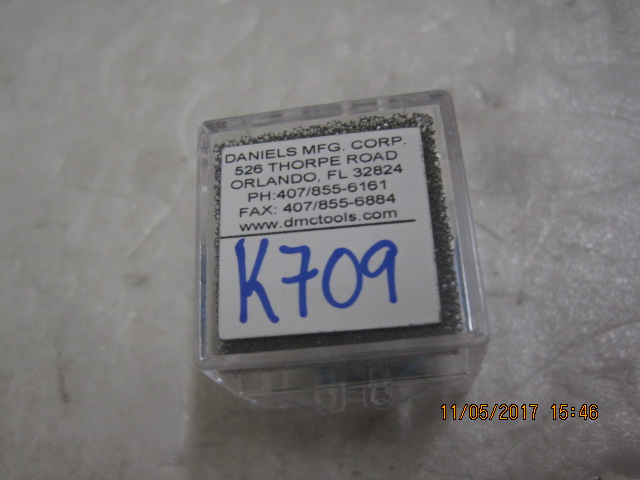 DANIELS MFG. CORP.
526 THORPE ROAD
ORLANDO, FL 32824
PH:407/855-6161
FAX: 407/855-6884
www.dmctools.com
K709
11/05/2017 15:46